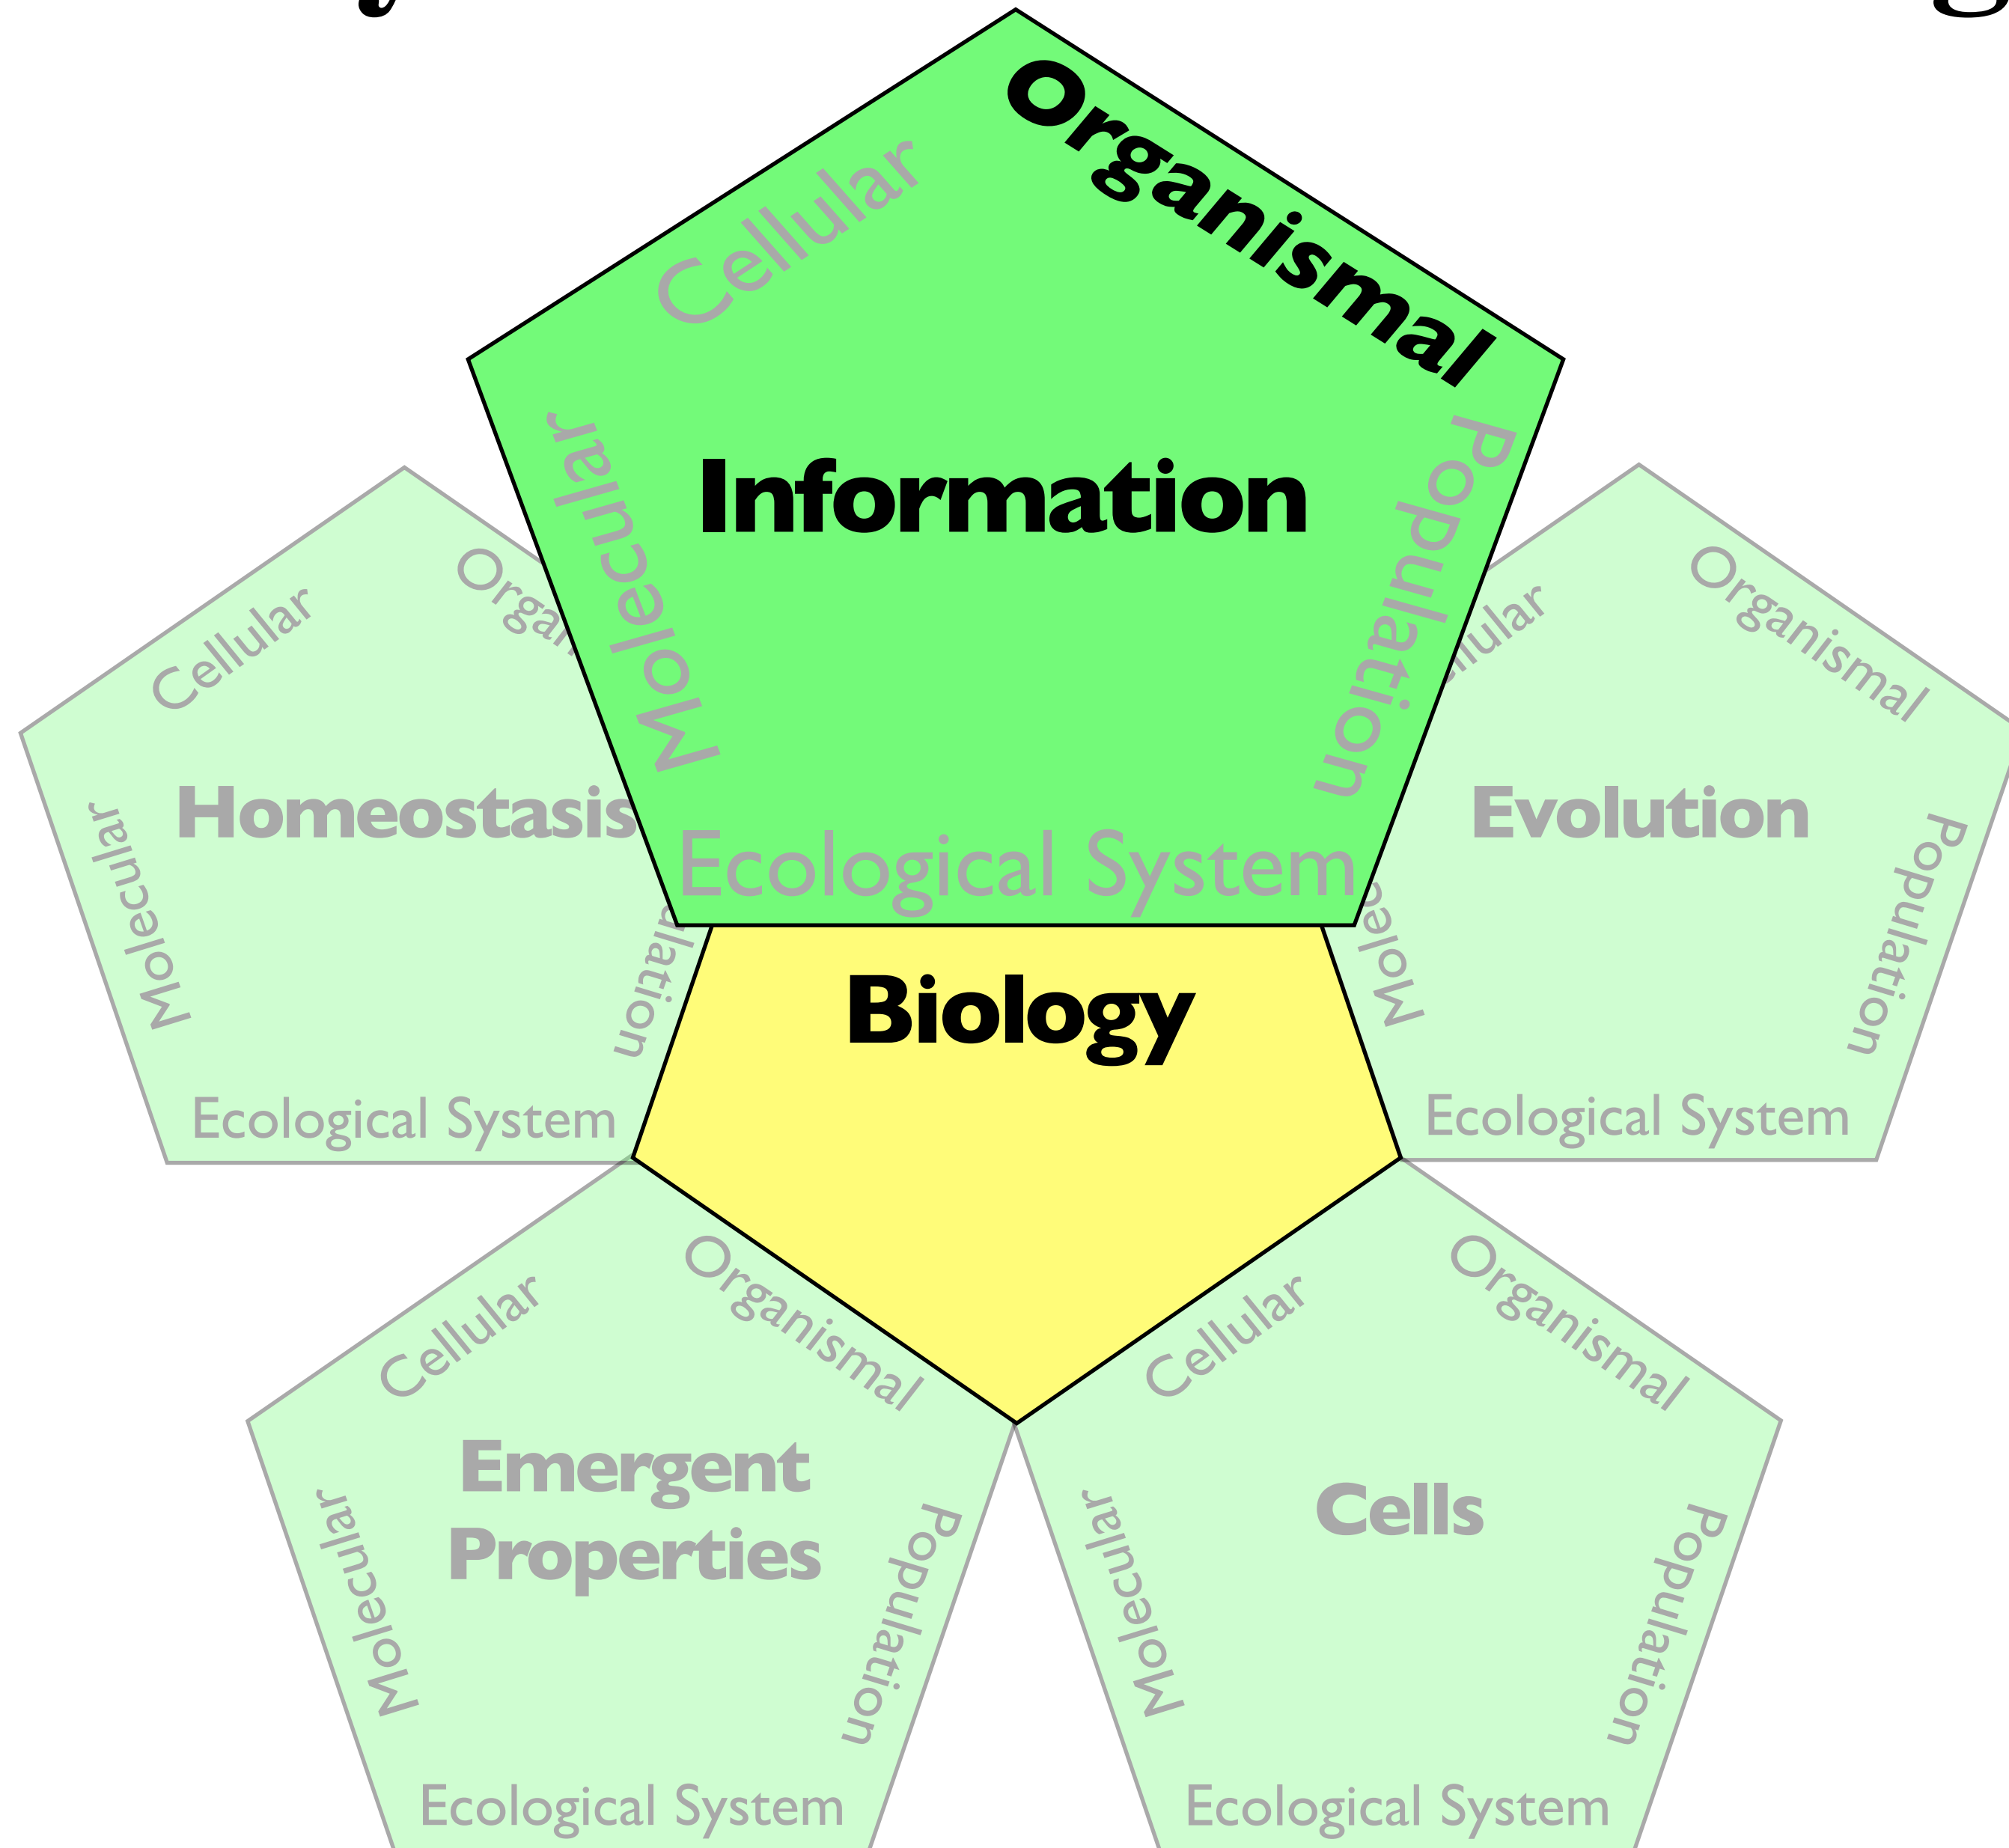 Organismal
Cellular
Information
Molecular
Population
Ecological System
Cellular
Homeostasis
Molecular
Ecological System
Organismal
Evolution
Population
Ecological System
Biology
Cellular
Organismal
Emergent
Properties
Molecular
Population
Ecological System
Cellular
Organismal
Cells
Molecular
Population
Ecological System